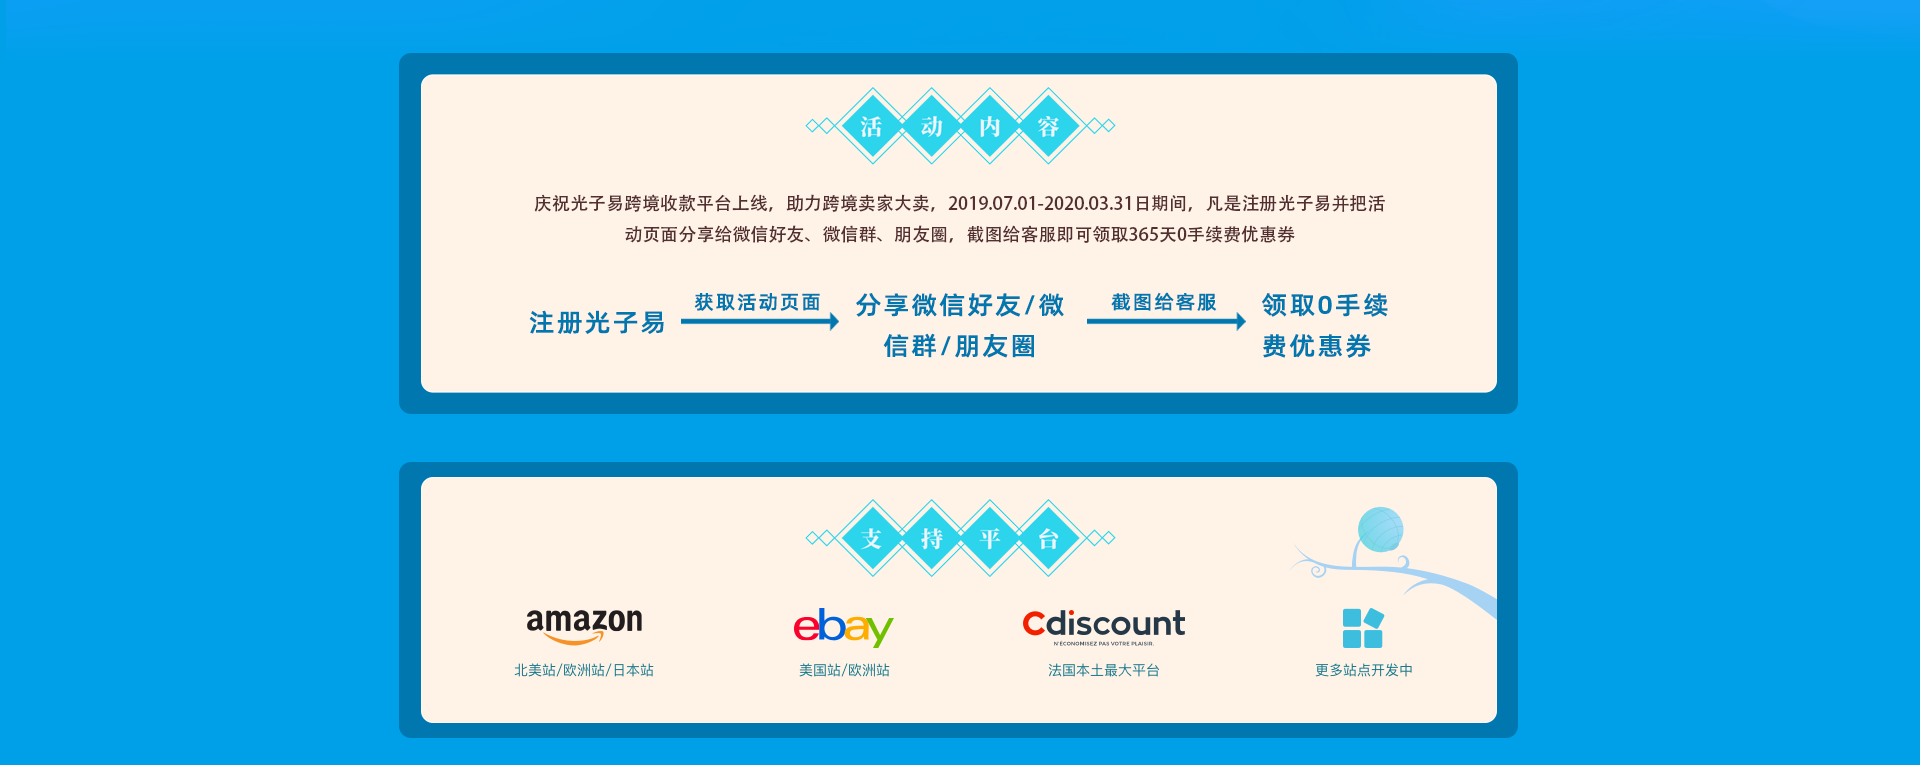 活动内容
庆祝光子易跨境收款平台上线，助力跨境卖家大卖，2019.07.01-2020.03.31日期间，凡是注册光子易并把活
动页面分享给微信好友、微信群、朋友圈，截图给客服即可领取365天0手续费优惠券
注册光子易
获取活动页面
分享微信好友/微
信群/朋友圈
截图给客服
领取0手续
费优惠券
支持平台
amazon
北美站/欧洲站/日本站
ebay
美国站/欧洲站
Cdiscount
N'ÉCONOMISEZ PAS VOTRE PLAISIR.
法国本土最大平台
更多站点开发中